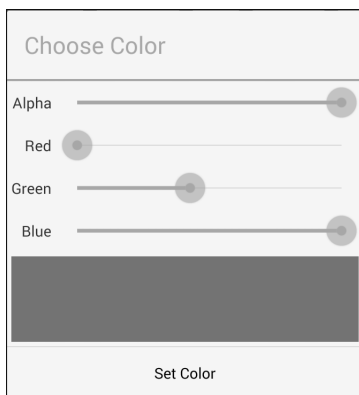 Choose Color
Alpha
Red
Green
Blue
Set Color